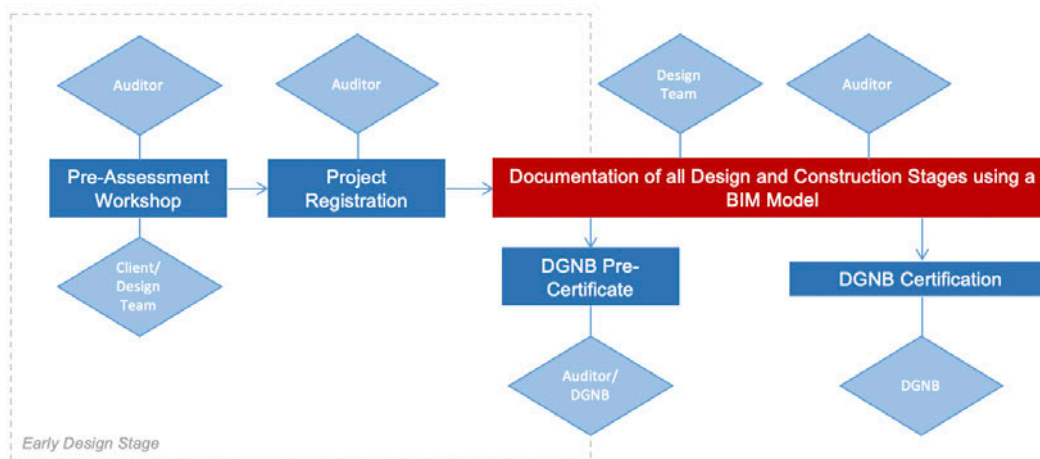 Auditor
Auditor
Design
Team
Auditor
Pre-Assessment
Workshop
Project
Registration
Documentation of all Design and Construction Stages using a
BIM Model
Client/
Design
Team
DGNB Pre-
Certificate
DGNB Certification
Auditor/
DGNB
DGNB
Early Design Stage